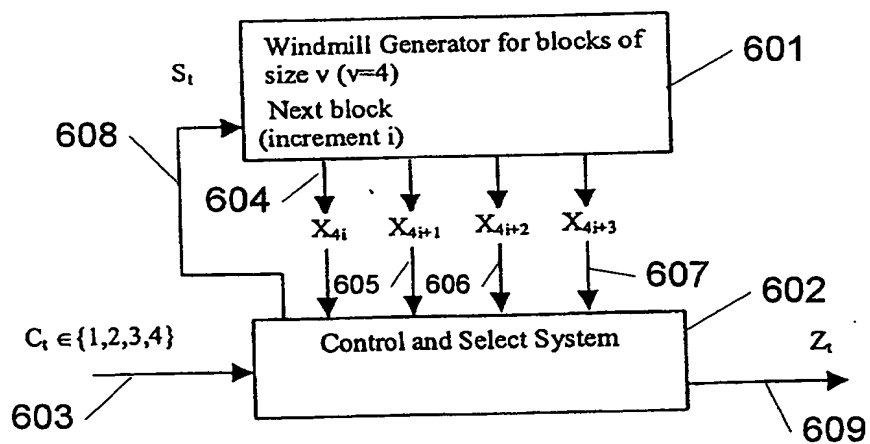 Windmill Generator for blocks of
size v (v=4)
Next block
(increment i)
601
Sₜ
608
604
X₄ᵢ
X₄ᵢ₊₁
X₄ᵢ₊₂
X₄ᵢ₊₃
605
606
607
602
Cₜ ∈{1,2,3,4}
Control and Select System
Zₜ
603
609